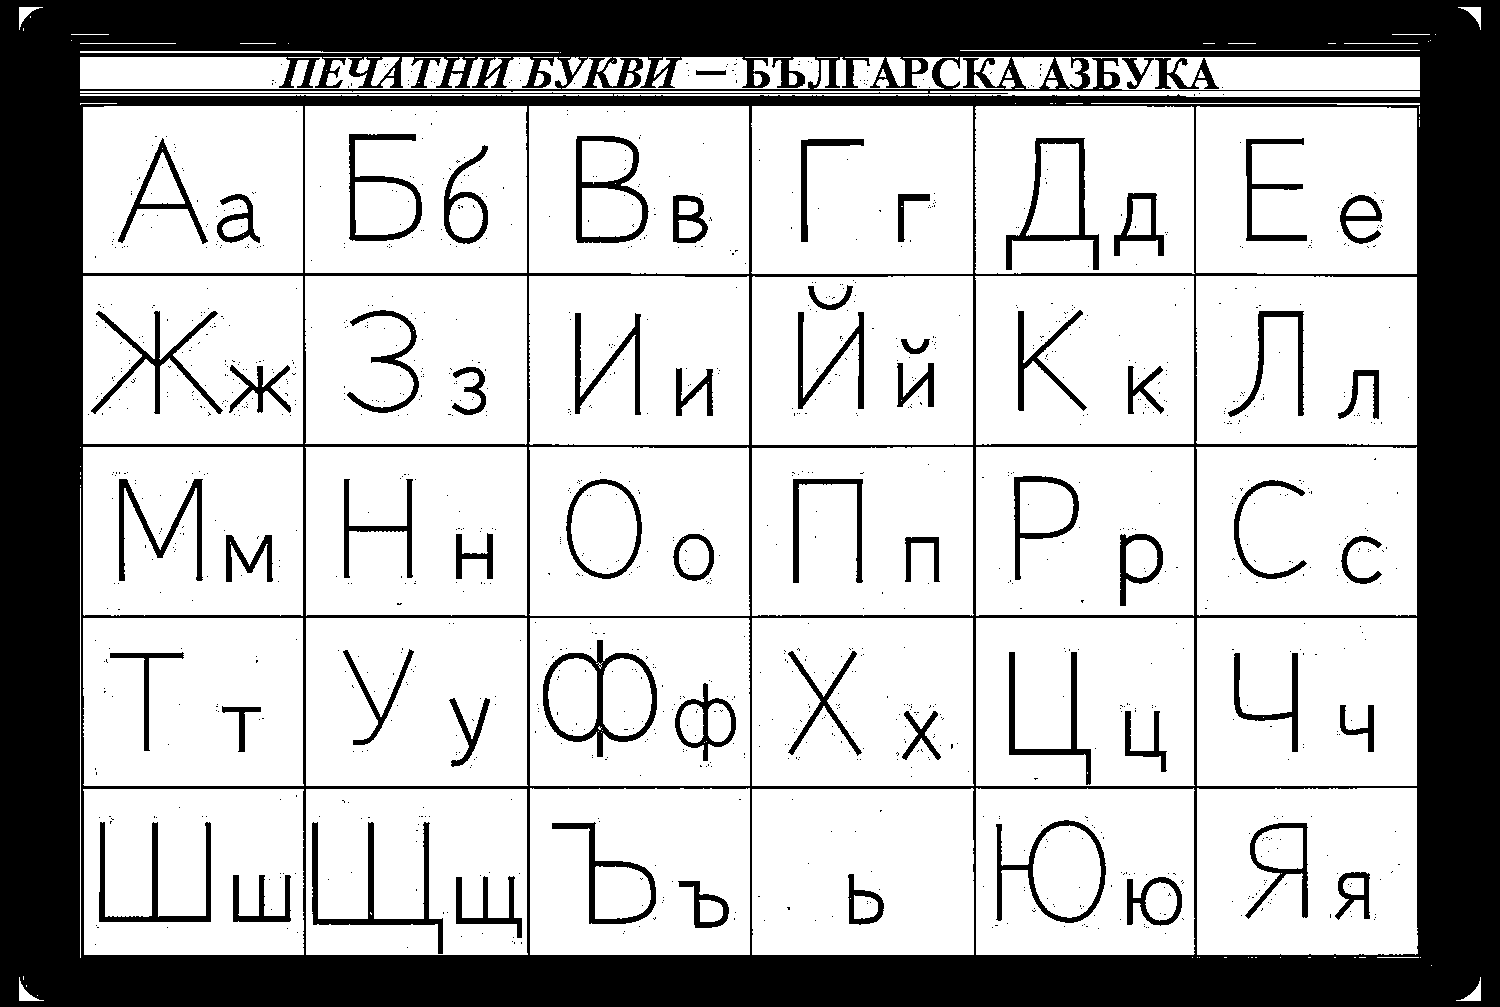 ПЕЧАТНИ БУКВИ – БЪЛГАРСКА АЗБУКА
Аа Бб Вв Гг Дд Ее
Жж Зз Ии Йй Кк Лл
Мм Нн Оо Пп Рр Сс
Тт Уу Фф Хх Цц Чч
Шш Щщ Ъъ ь Юю Яя